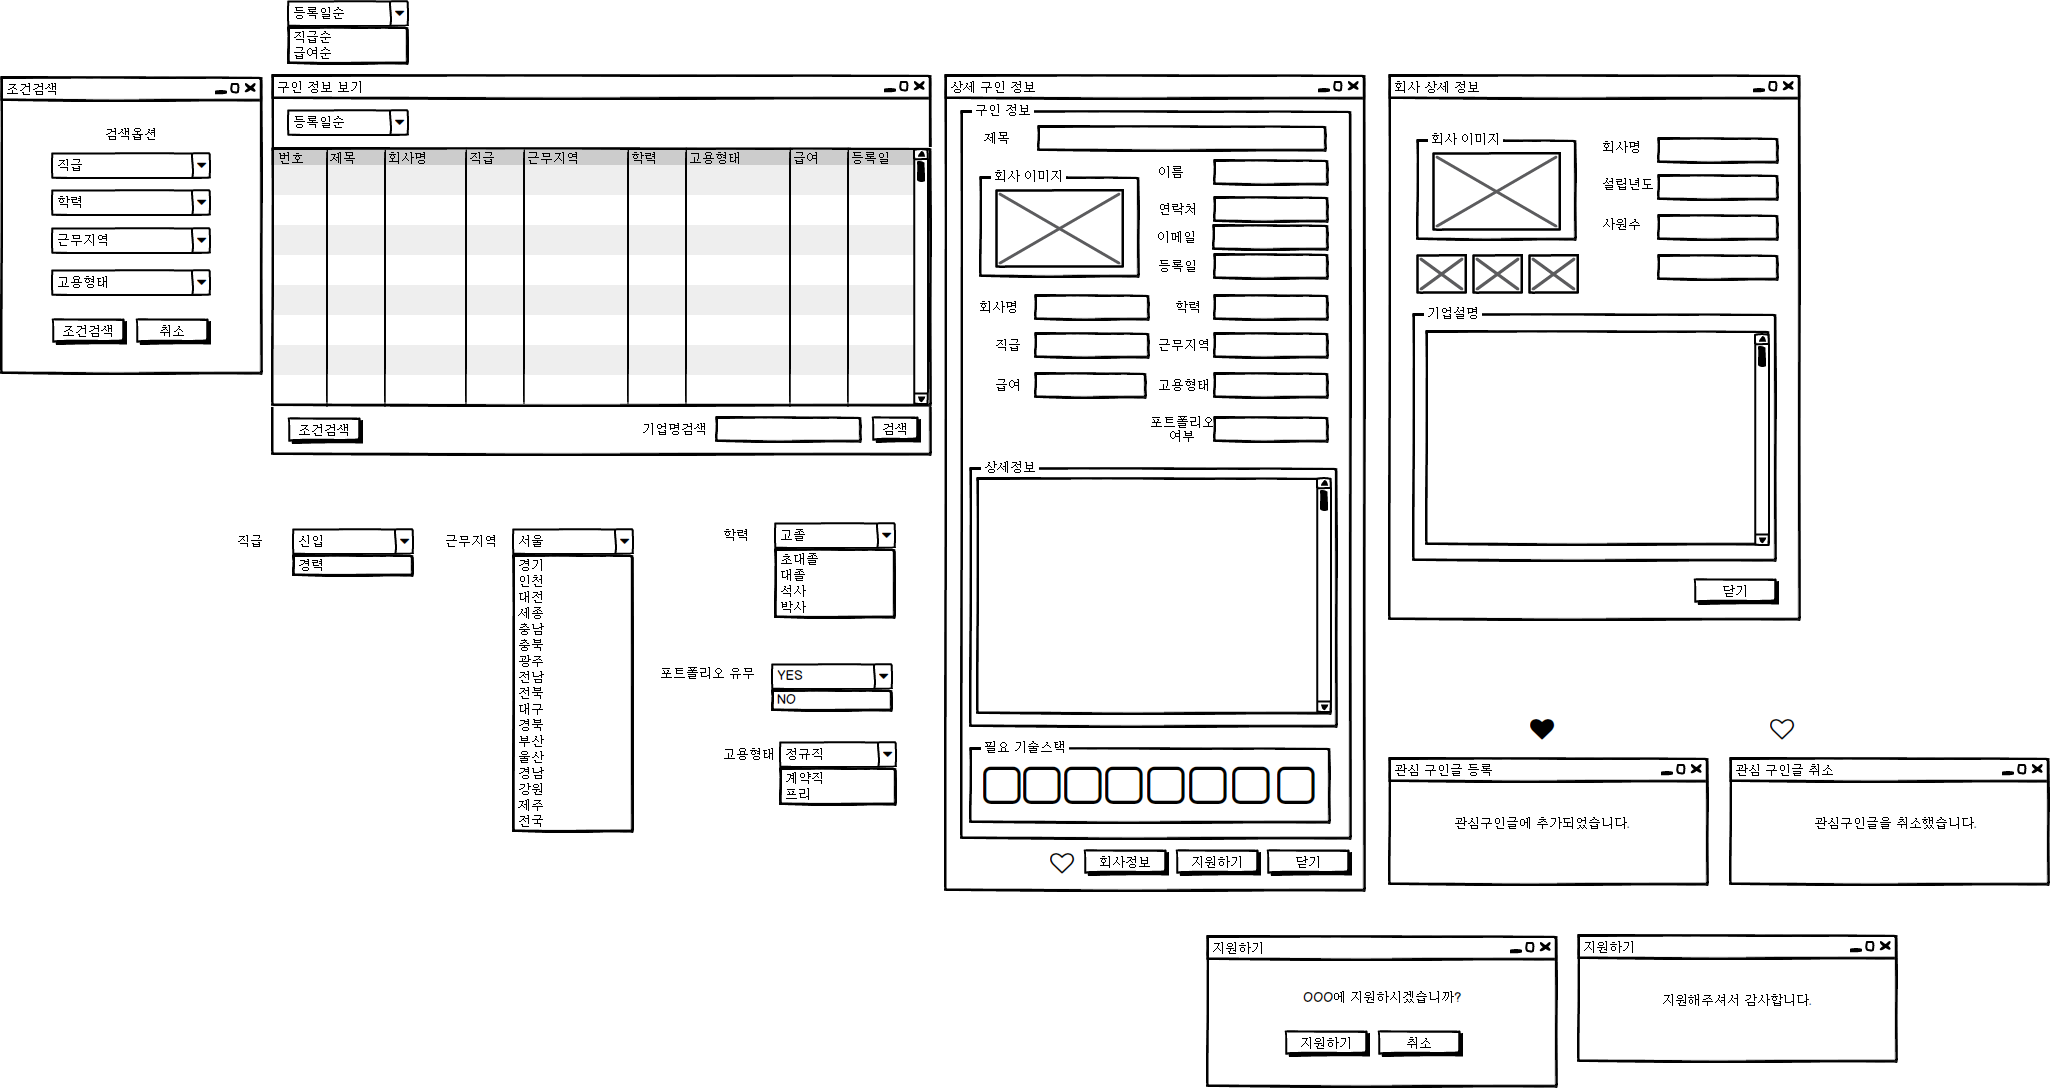 등록일순
직급순
급여순
조건검색
검색옵션
직급
학력
근무지역
고용형태
조건검색 취소
구인 정보 보기
등록일순
번호 제목 회사명 직급 근무지역 학력 고용형태 급여 등록일
조건검색 기업명검색 검색
상세 구인 정보
구인 정보
제목
회사 이미지
이름
연락처
이메일
등록일
회사명 학력
직급 근무지역
급여 고용형태
포트폴리오
여부
상세정보
필요 기술스택
회사정보 지원하기 닫기
회사 상세 정보
회사 이미지
회사명
설립년도
사원수
기업설명
닫기
직급 신입
경력
근무지역 서울
경기
인천
대전
세종
충남
충북
광주
전남
전북
대구
경북
부산
울산
경남
강원
제주
전국
학력 고졸
초대졸
대졸
석사
박사
포트폴리오 유무 YES
NO
고용형태 정규직
계약직
프리
관심 구인글 등록
관심구인글에 추가되었습니다.
관심 구인글 취소
관심구인글을 취소했습니다.
지원하기
OOO에 지원하시겠습니까?
지원하기 취소
지원하기
지원해주셔서 감사합니다.